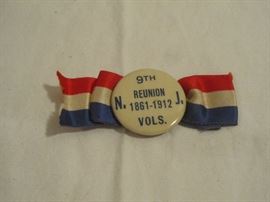 9TH
REUNION
N. 1861-1912 J.
VOLS.